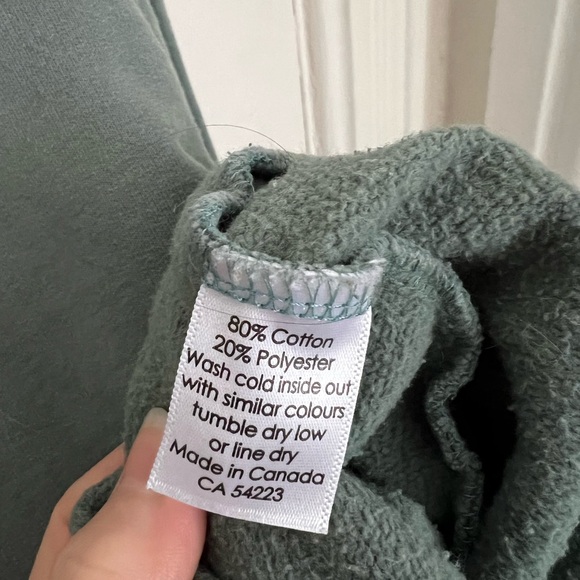 80% Cotton
20% Polyester
Wash cold inside out
with similar colours
tumble dry low
or line dry
Made in Canada
CA 54223